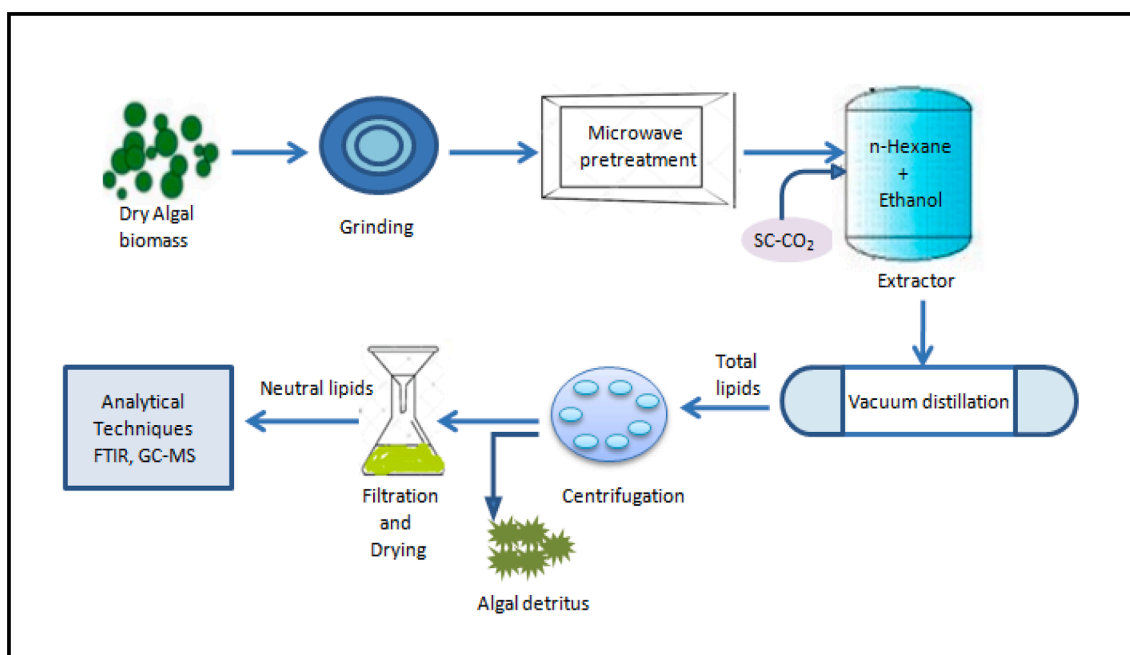 Dry Algal
biomass
Grinding
Microwave
pretreatment
SC-CO₂
n-Hexane
+
Ethanol
Extractor
Vacuum distillation
Total
lipids
Centrifugation
Algal detritus
Filtration
and
Drying
Neutral lipids
Analytical
Techniques
FTIR, GC-MS